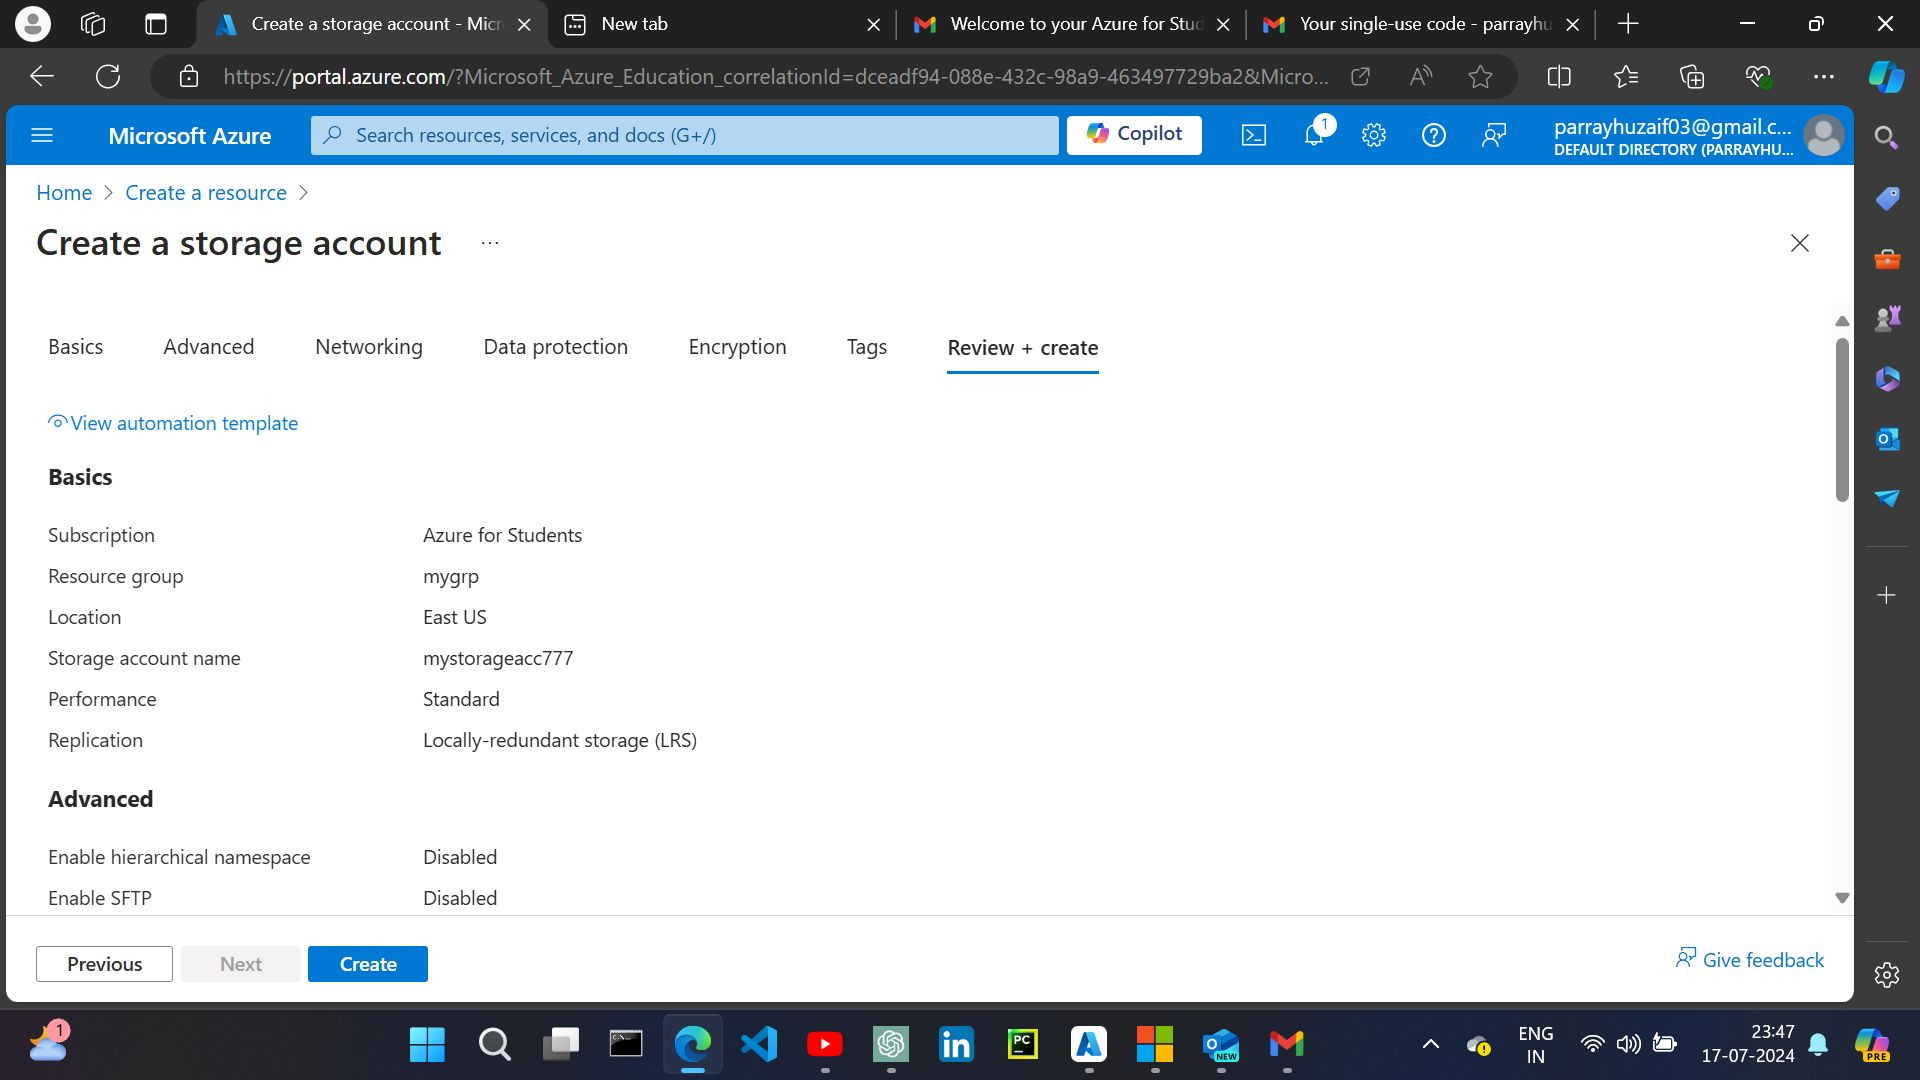 Create a storage account - Micr
New tab
Welcome to your Azure for Stud
Your single-use code - parrayhu
https://portal.azure.com/?Microsoft_Azure_Education_correlationId=dceadf94-088e-432c-98a9-463497729ba2&Micro...
Microsoft Azure
Search resources, services, and docs (G+/)
Copilot
1
parrayhuzaif03@gmail.c...
DEFAULT DIRECTORY (PARRAYHU...
Home > Create a resource >
Create a storage account ...
Basics
Advanced
Networking
Data protection
Encryption
Tags
Review + create
View automation template
Basics
Subscription Azure for Students
Resource group mygrp
Location East US
Storage account name mystorageacc777
Performance Standard
Replication Locally-redundant storage (LRS)
Advanced
Enable hierarchical namespace Disabled
Enable SFTP Disabled
Previous
Next
Create
Give feedback
1
PC
NEW
ENG
IN
23:47
17-07-2024
PRE